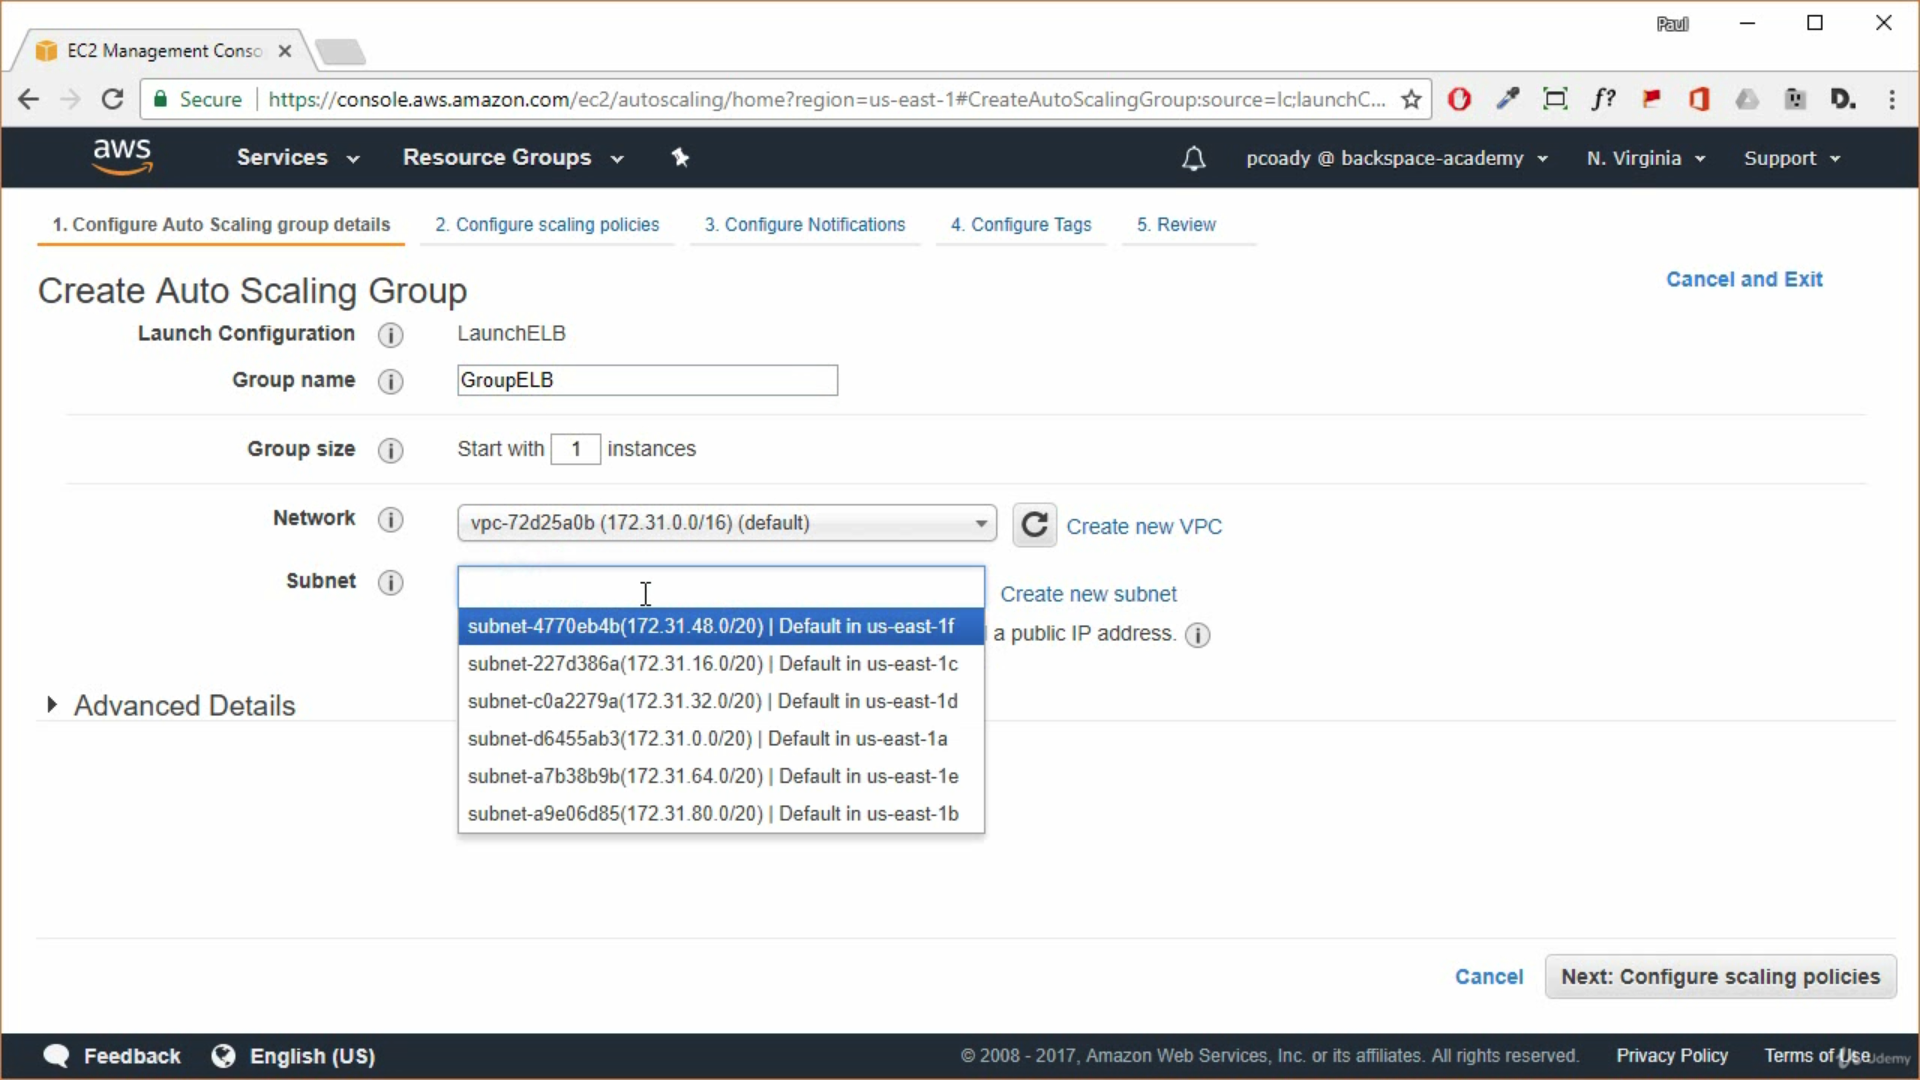 Paul
EC2 Management Conso
Secure https://console.aws.amazon.com/ec2/autoscaling/home?region=us-east-1#CreateAutoScalingGroup:source=lc;launchC...
f? D.
aws Services Resource Groups pcoady @ backspace-academy N. Virginia Support
1. Configure Auto Scaling group details 2. Configure scaling policies 3. Configure Notifications 4. Configure Tags 5. Review
Create Auto Scaling Group Cancel and Exit
Launch Configuration i LaunchELB
Group name i GroupELB
Group size i Start with 1 instances
Network i vpc-72d25a0b (172.31.0.0/16) (default) Create new VPC
Subnet i Create new subnet
subnet-4770eb4b(172.31.48.0/20) | Default in us-east-1f a public IP address. i
subnet-227d386a(172.31.16.0/20) | Default in us-east-1c
subnet-c0a2279a(172.31.32.0/20) | Default in us-east-1d
Advanced Details
subnet-d6455ab3(172.31.0.0/20) | Default in us-east-1a
subnet-a7b38b9b(172.31.64.0/20) | Default in us-east-1e
subnet-a9e06d85(172.31.80.0/20) | Default in us-east-1b
Cancel Next: Configure scaling policies
Feedback English (US) © 2008 - 2017, Amazon Web Services, Inc. or its affiliates. All rights reserved. Privacy Policy Terms of Use
Udemy